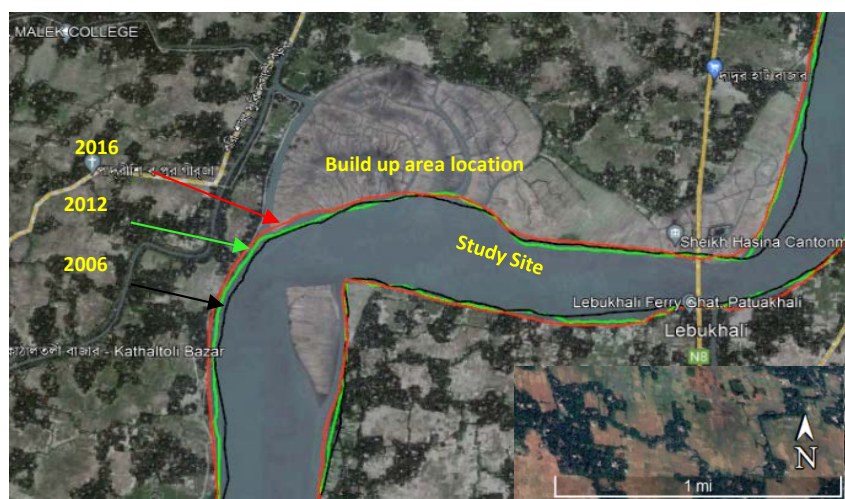 MALEK COLLEGE
দাদুর হাট বাজার
2016
Build up area location
2012
Study Site
Sheikh Hasina Cantonm
2006
Lebukhali Ferry Ghat, Patuakhali
Lebukhali
কাঠালতলী বাজার - Kathaltoli Bazar
N8
N
1 mi